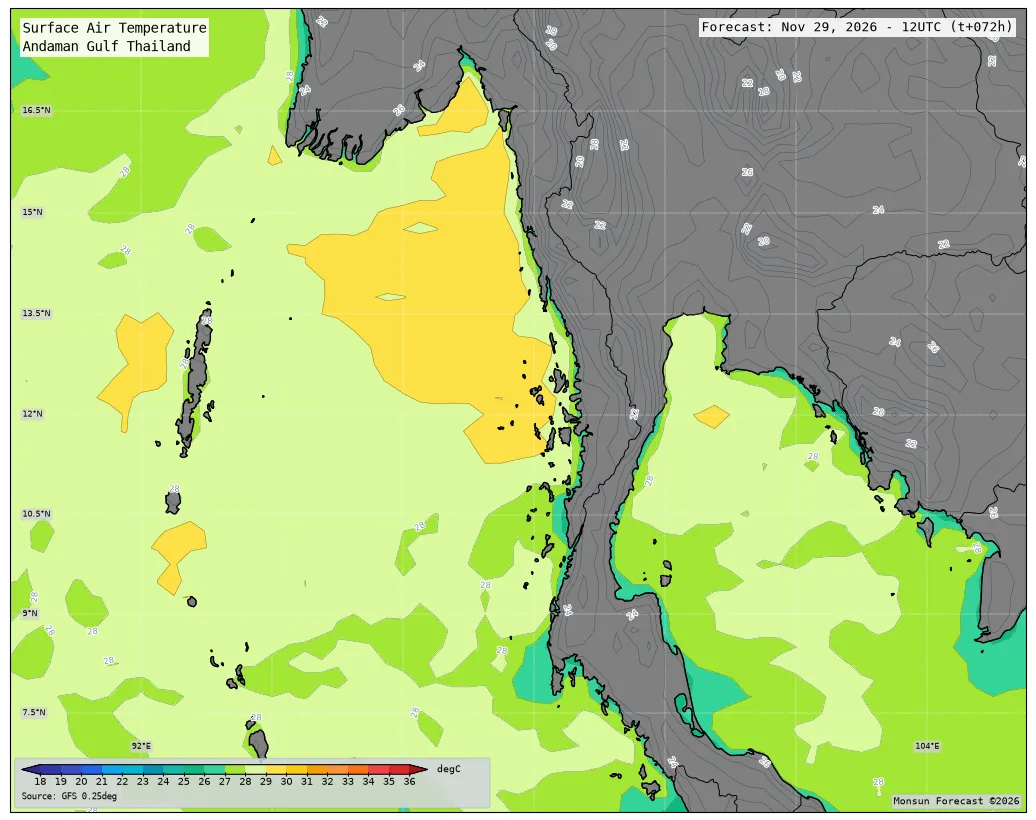 Surface Air Temperature
Andaman Gulf Thailand
Forecast: Nov 29, 2026 - 12UTC (t+072h)
16.5°N
15°N
13.5°N
12°N
10.5°N
9°N
7.5°N
92°E
104°E
degC
18 19 20 21 22 23 24 25 26 27 28 29 30 31 32 33 34 35 36
Source: GFS 0.25deg
Monsun Forecast ©2026